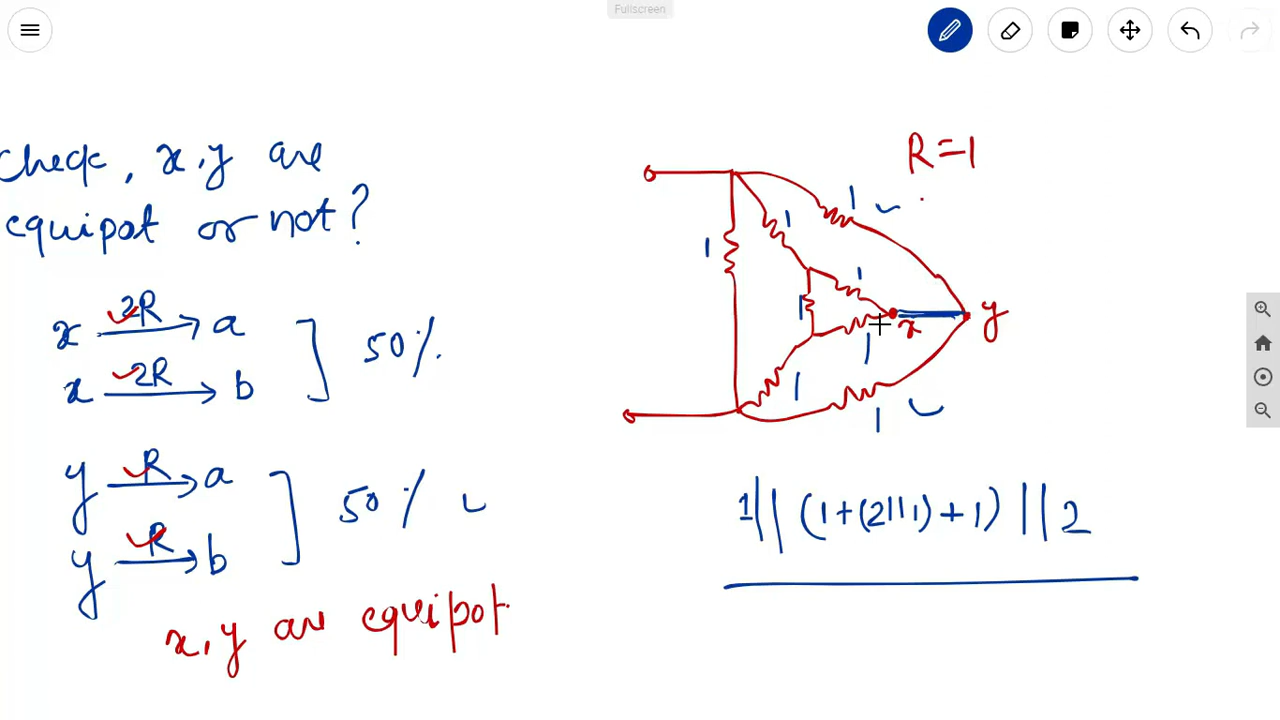 Fullscreen
check, x,y are
equipot or not?
x 2R→ a
x 2R→ b
] 50%.
y R→ a
y R→ b
] 50%
x,y are equipot.
R=1
1
1
1
1
1
x
y
1
1
1
1||(1+(2||1)+1)||2